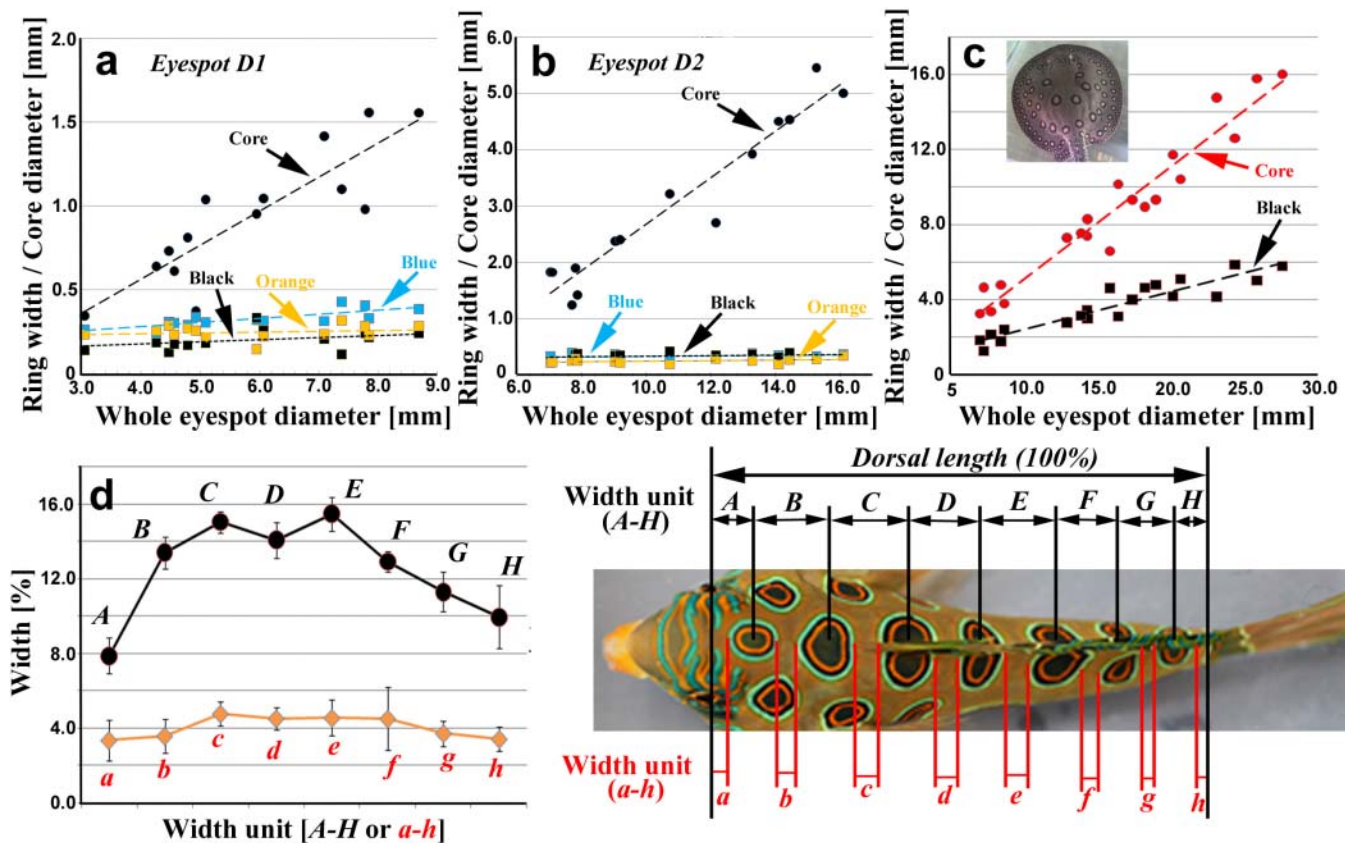 a
Eyespot D1
Ring width / Core diameter [mm]
2.0
1.5
1.0
0.5
0
Core
Black
Orange
Blue
3.0 4.0 5.0 6.0 7.0 8.0 9.0
Whole eyespot diameter [mm]
b
Eyespot D2
Ring width / Core diameter [mm]
6.0
5.0
4.0
3.0
2.0
1.0
0
Core
Blue
Black
Orange
6.0 8.0 10.0 12.0 14.0 16.0
Whole eyespot diameter [mm]
c
Ring width / Core diameter [mm]
16.0
12.0
8.0
4.0
0
Core
Black
5.0 10.0 15.0 20.0 25.0 30.0
Whole eyespot diameter [mm]
d
Width [%]
16.0
12.0
8.0
4.0
0.0
A B C D E F G H
a b c d e f g h
Width unit [A-H or a-h]
Dorsal length (100%)
Width unit
(A-H)
A B C D E F G H
Width unit
(a-h)
a b c d e f g h